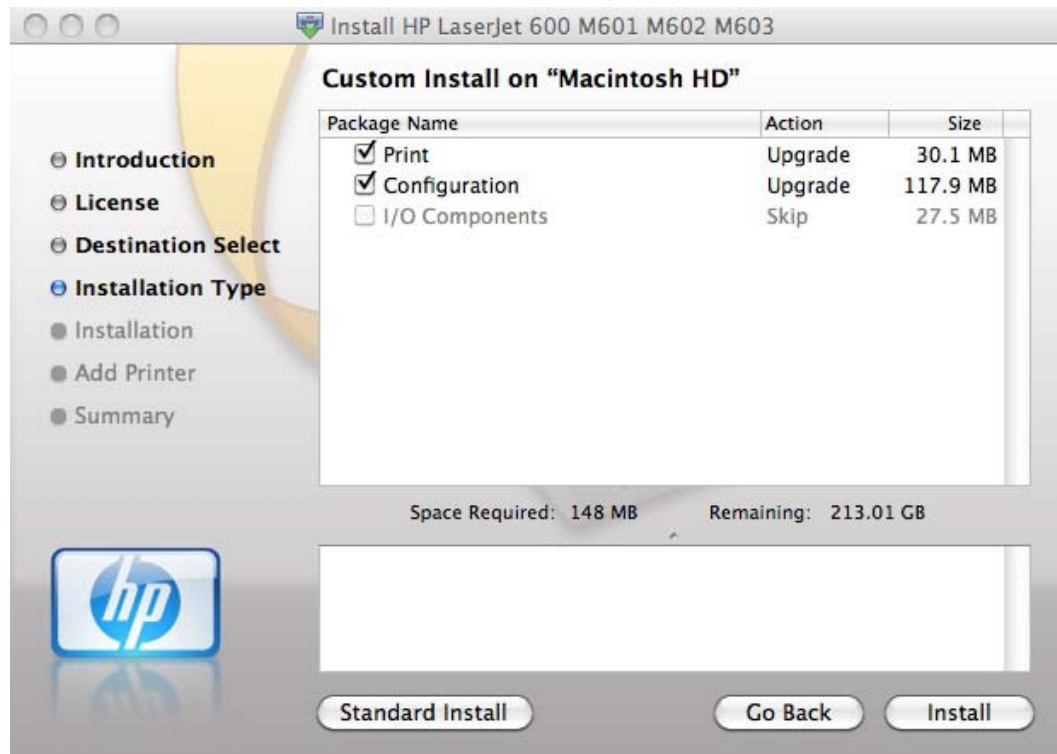 Install HP LaserJet 600 M601 M602 M603
Custom Install on “Macintosh HD”
Introduction
License
Destination Select
Installation Type
Installation
Add Printer
Summary
Package Name Action Size
Print Upgrade 30.1 MB
Configuration Upgrade 117.9 MB
I/O Components Skip 27.5 MB
Space Required: 148 MB Remaining: 213.01 GB
hp
Standard Install Go Back Install